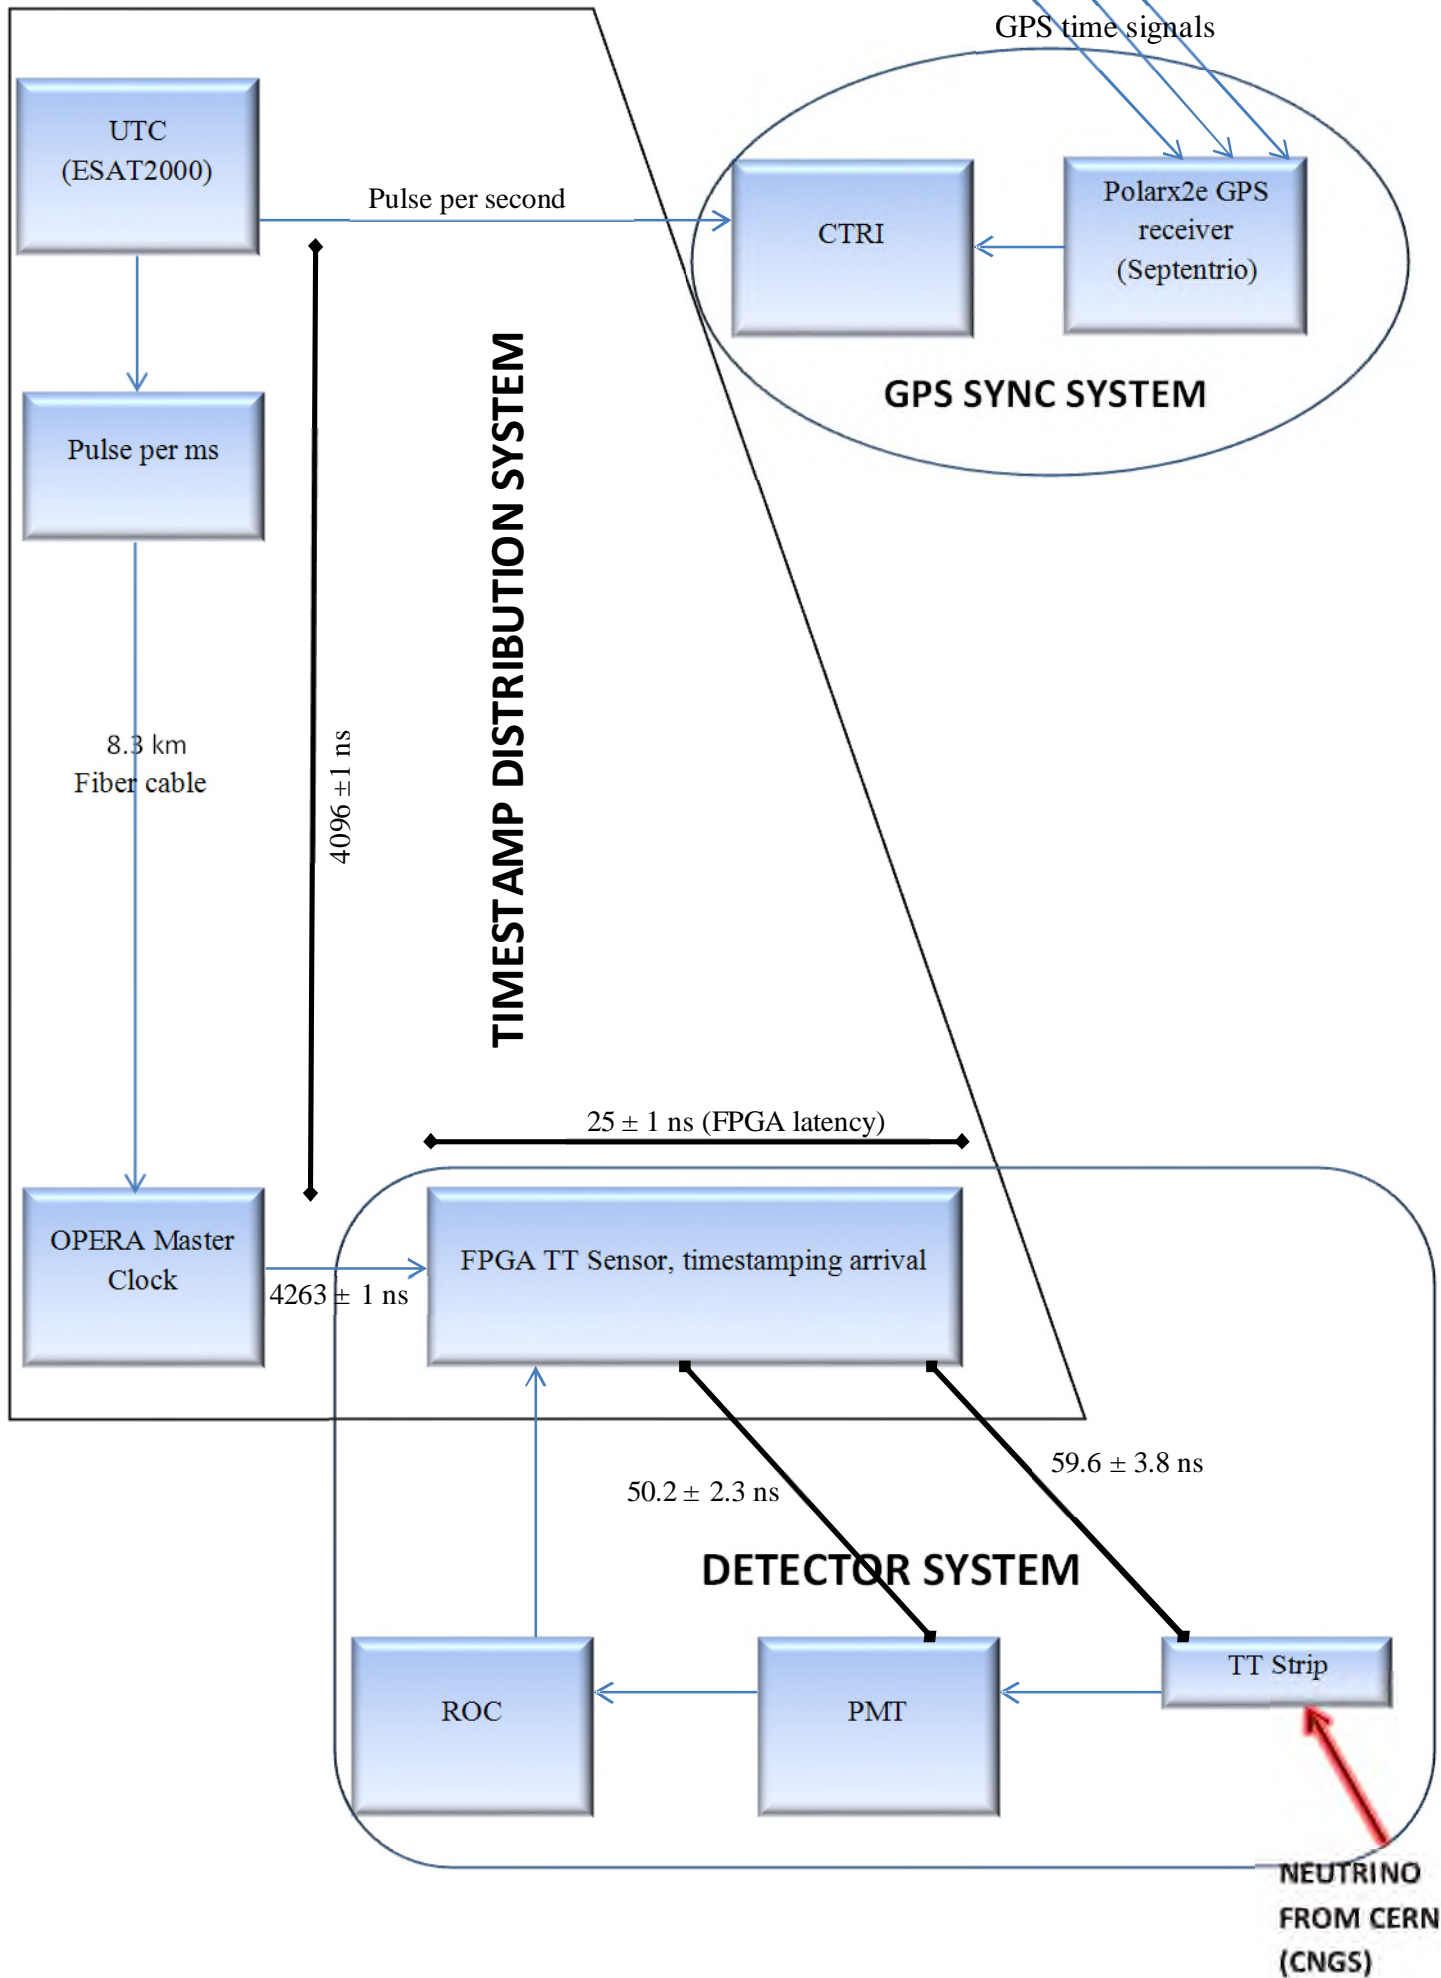 GPS time signals
UTC
(ESAT2000)
Pulse per second
CTRI
Polarx2e GPS
receiver
(Septentrio)
GPS SYNC SYSTEM
Pulse per ms
TIMESTAMP DISTRIBUTION SYSTEM
8.3 km
Fiber cable
4096 ±1 ns
25 ± 1 ns (FPGA latency)
OPERA Master
Clock
4263 ± 1 ns
FPGA TT Sensor, timestamping arrival
50.2 ± 2.3 ns
59.6 ± 3.8 ns
DETECTOR SYSTEM
ROC
PMT
TT Strip
NEUTRINO
FROM CERN
(CNGS)